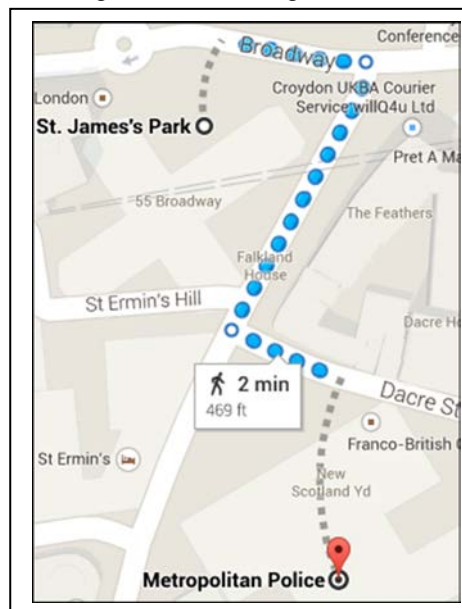 Conference
Broadway
Croydon UKBA Courier
Service willQ4u Ltd
London
St. James's Park
Pret A Ma
55 Broadway
The Feathers
Falkland
House
St Ermin's Hill
Dacre Ho
2 min
469 ft
Dacre St
Franco-British
St Ermin's
New
Scotland Yd
Metropolitan Police